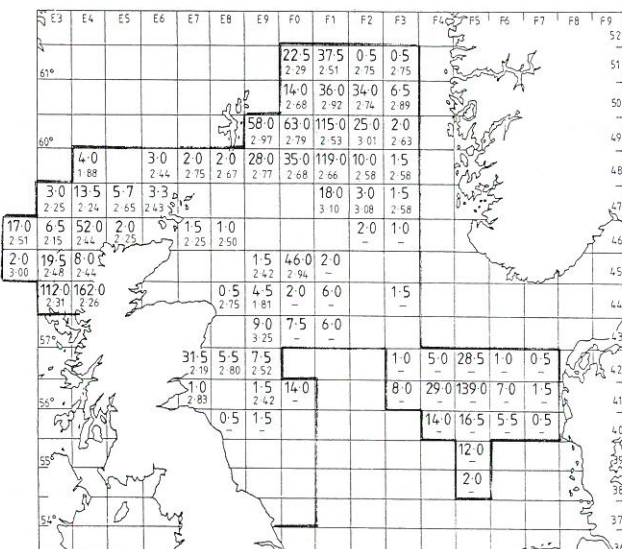 E3 E4 E5 E6 E7 E8 E9 F0 F1 F2 F3 F4 F5 F6 F7 F8 F9
52
22·5 37·5 0·5 0·5 51
61° 2·29 2·51 2·75 2·75
14·0 36·0 34·0 6·5 50
2·68 2·92 2·74 2·89
58·0 63·0 115·0 25·0 2·0 49
60° 2·97 2·79 2·53 3·01 2·63
4·0 3·0 2·0 2·0 28·0 35·0 119·0 10·0 1·5 48
1·88 2·44 2·75 2·67 2·77 2·68 2·66 2·58 2·58
3·0 13·5 5·7 3·3 18·0 3·0 1·5 47
2·25 2·24 2·65 2·43 3·10 3·08 2·58
17·0 6·5 52·0 2·0 1·5 1·0 2·0 1·0 46
2·51 2·15 2·44 2·25 2·25 2·50 – –
2·0 19·5 8·0 1·5 46·0 2·0 45
3·00 2·48 2·44 2·42 2·94 –
112·0 162·0 0·5 4·5 2·0 6·0 1·5 44
2·31 2·26 2·75 1·81 – – –
9·0 7·5 6·0 43
57° 3·25 – –
31·5 5·5 7·5 1·0 5·0 28·5 1·0 0·5 42
2·19 2·80 2·52 – – – – –
1·0 1·5 14·0 8·0 29·0 139·0 7·0 1·5 41
56° 2·83 2·42 – – – – – –
0·5 1·5 14·0 16·5 5·5 0·5 40
– – – – – –
12·0 39
55° –
2·0 38
–
37
54°
36